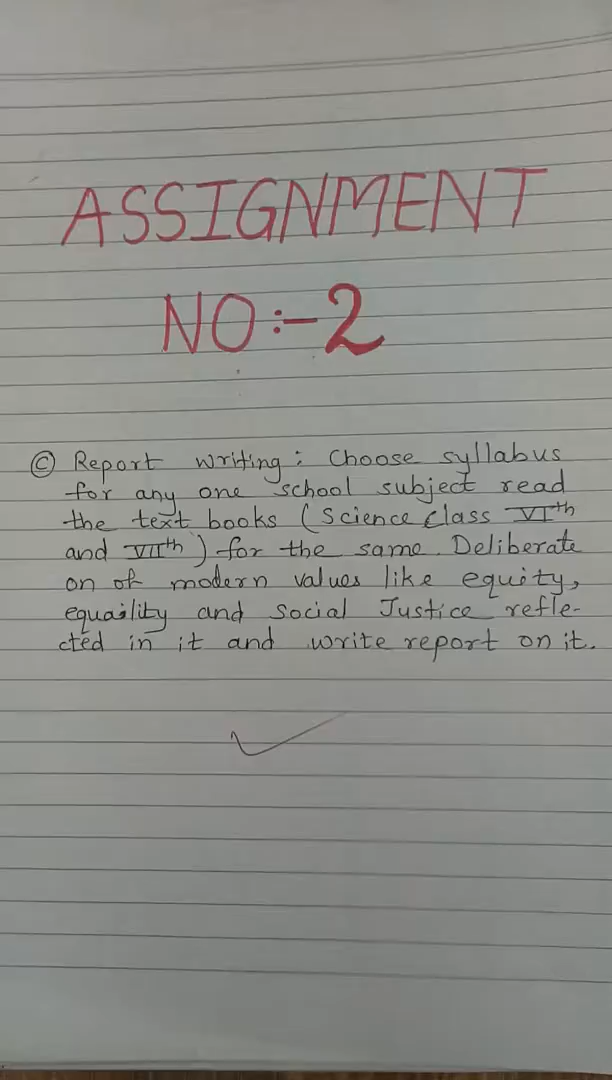 ASSIGNMENT
NO:-2
© Report writing: Choose syllabus
for any one school subject read
the text books (Science Class VIth
and VIIth) for the same. Deliberate
on of modern values like equity,
equaility and Social Justice refle-
cted in it and write report on it.